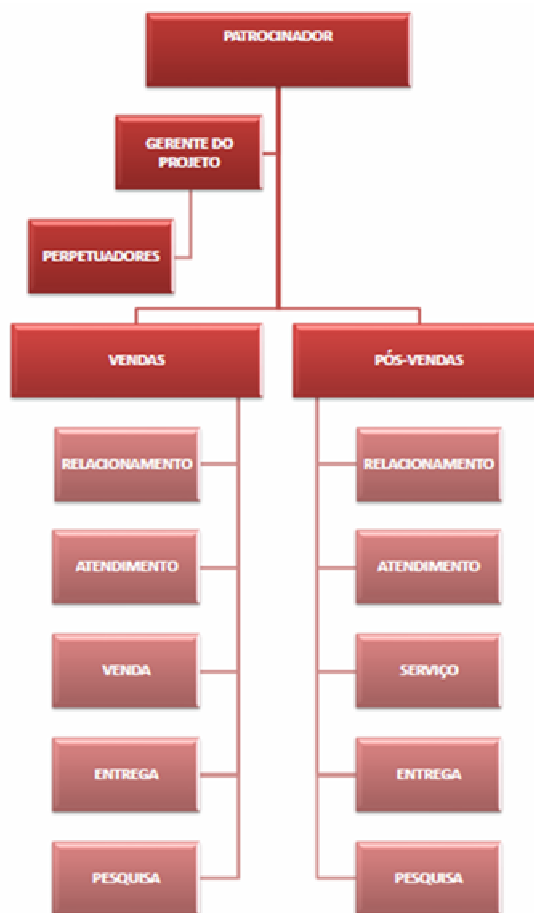 PATROCINADOR
GERENTE DO
PROJETO
PERPETUADORES
VENDAS
RELACIONAMENTO
ATENDIMENTO
VENDA
ENTREGA
PESQUISA
PÓS-VENDAS
RELACIONAMENTO
ATENDIMENTO
SERVIÇO
ENTREGA
PESQUISA